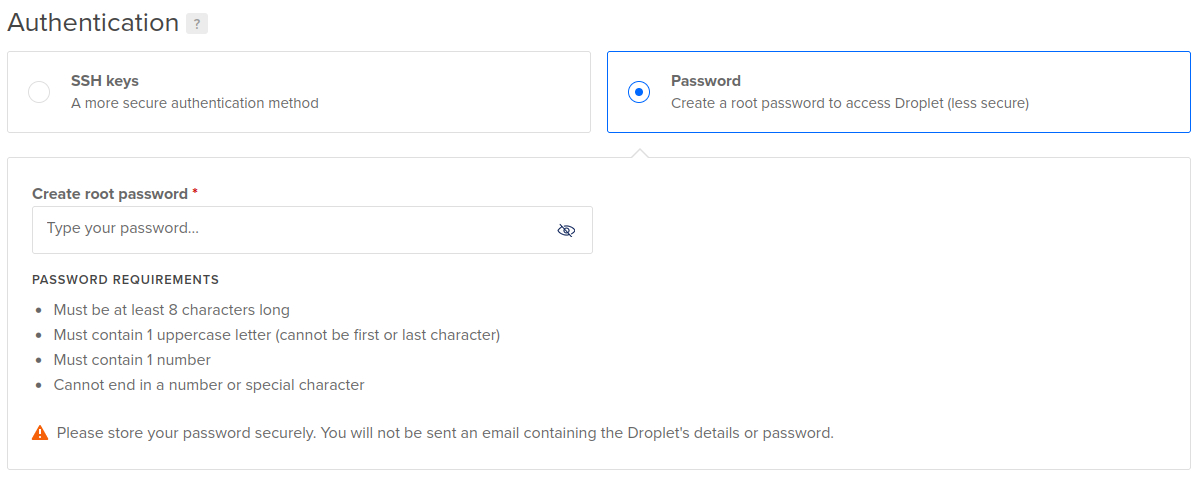 Authentication ?
SSH keys
A more secure authentication method
Password
Create a root password to access Droplet (less secure)
Create root password *
Type your password...
PASSWORD REQUIREMENTS
• Must be at least 8 characters long
• Must contain 1 uppercase letter (cannot be first or last character)
• Must contain 1 number
• Cannot end in a number or special character
Please store your password securely. You will not be sent an email containing the Droplet's details or password.